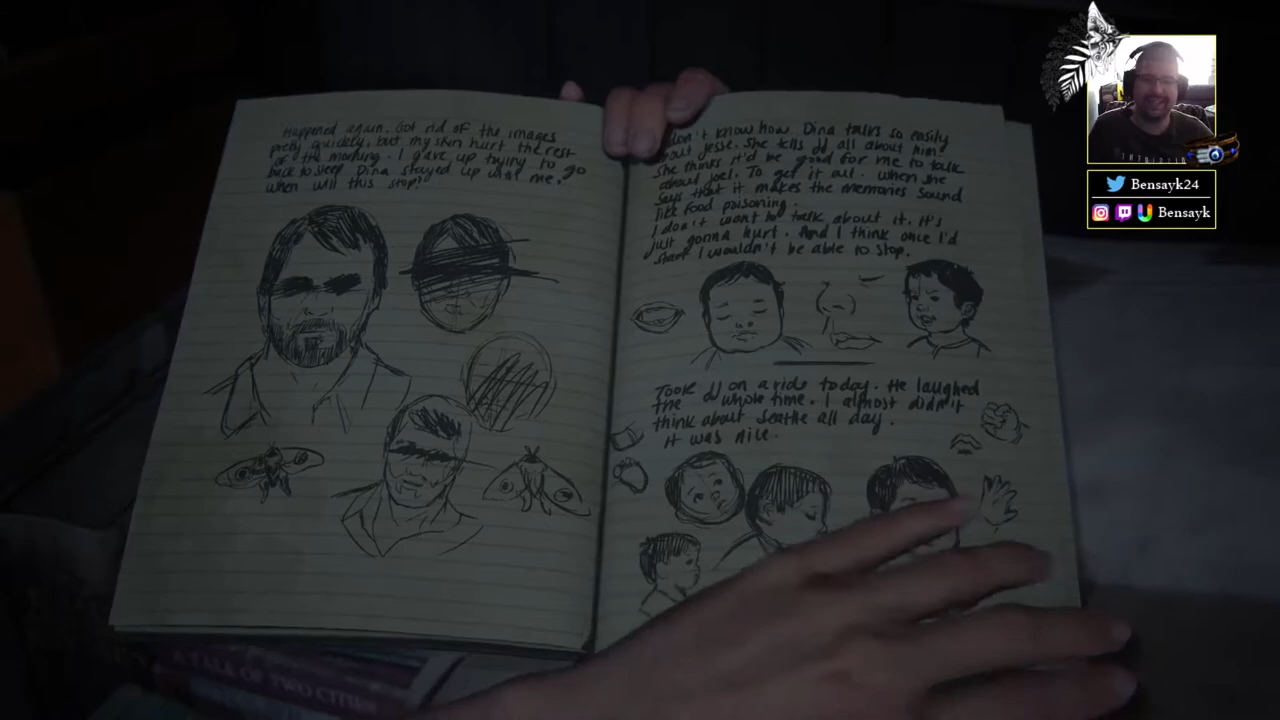 Happened again. Got rid of the images
pretty quickly, but my skin hurt the rest
of the morning. I gave up trying to go
back to sleep. Dina stayed up with me.
When will this stop?
don't know how Dina talks so easily
about Jesse. She tells JJ all about him.
She thinks it'd be good for me to talk
about Joel. To get it out. When she
says that it makes the memories sound
like food poisoning.
I don't want to talk about it. It's
just gonna hurt. And I think once I'd
start I wouldn't be able to stop.
Took JJ on a ride today. He laughed
the whole time. I almost didn't
think about Seattle all day.
It was nice.
A TALE OF TWO CITIES
Bensayk24
Bensayk